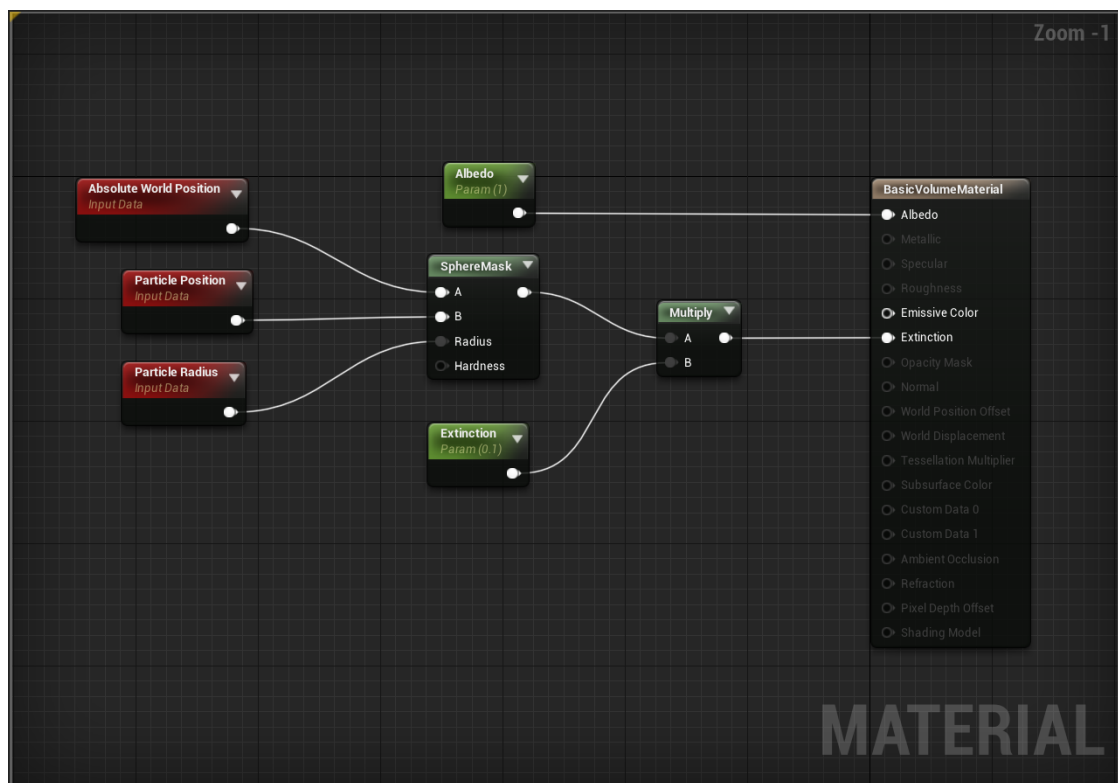 Zoom -1
Absolute World Position
Input Data
Particle Position
Input Data
Particle Radius
Input Data
Albedo
Param (1)
SphereMask
A
B
Radius
Hardness
Extinction
Param (0.1)
Multiply
A
B
BasicVolumeMaterial
Albedo
Metallic
Specular
Roughness
Emissive Color
Extinction
Opacity Mask
Normal
World Position Offset
World Displacement
Tessellation Multiplier
Subsurface Color
Custom Data 0
Custom Data 1
Ambient Occlusion
Refraction
Pixel Depth Offset
Shading Model
MATERIAL